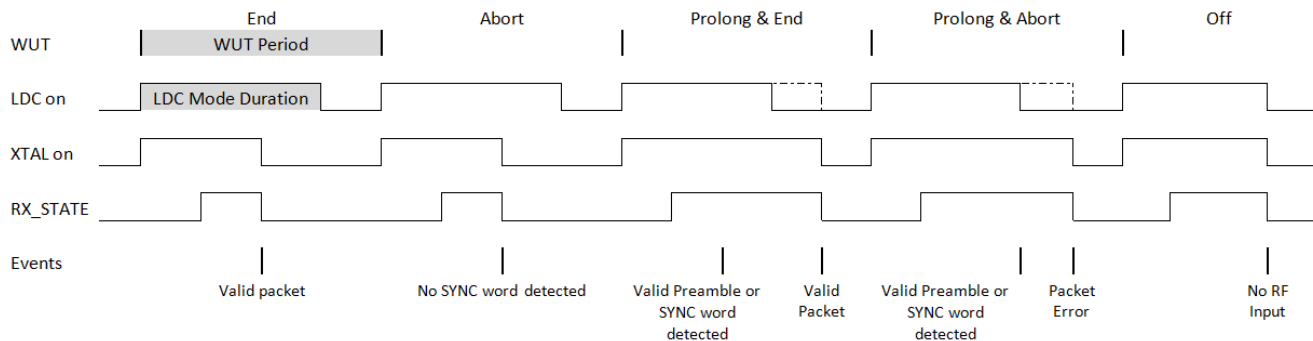 End Abort Prolong & End Prolong & Abort Off
WUT WUT Period
LDC on LDC Mode Duration
XTAL on
RX_STATE
Events
Valid packet No SYNC word detected Valid Preamble or Valid Valid Preamble or Packet No RF
SYNC word Packet SYNC word Error Input
detected detected